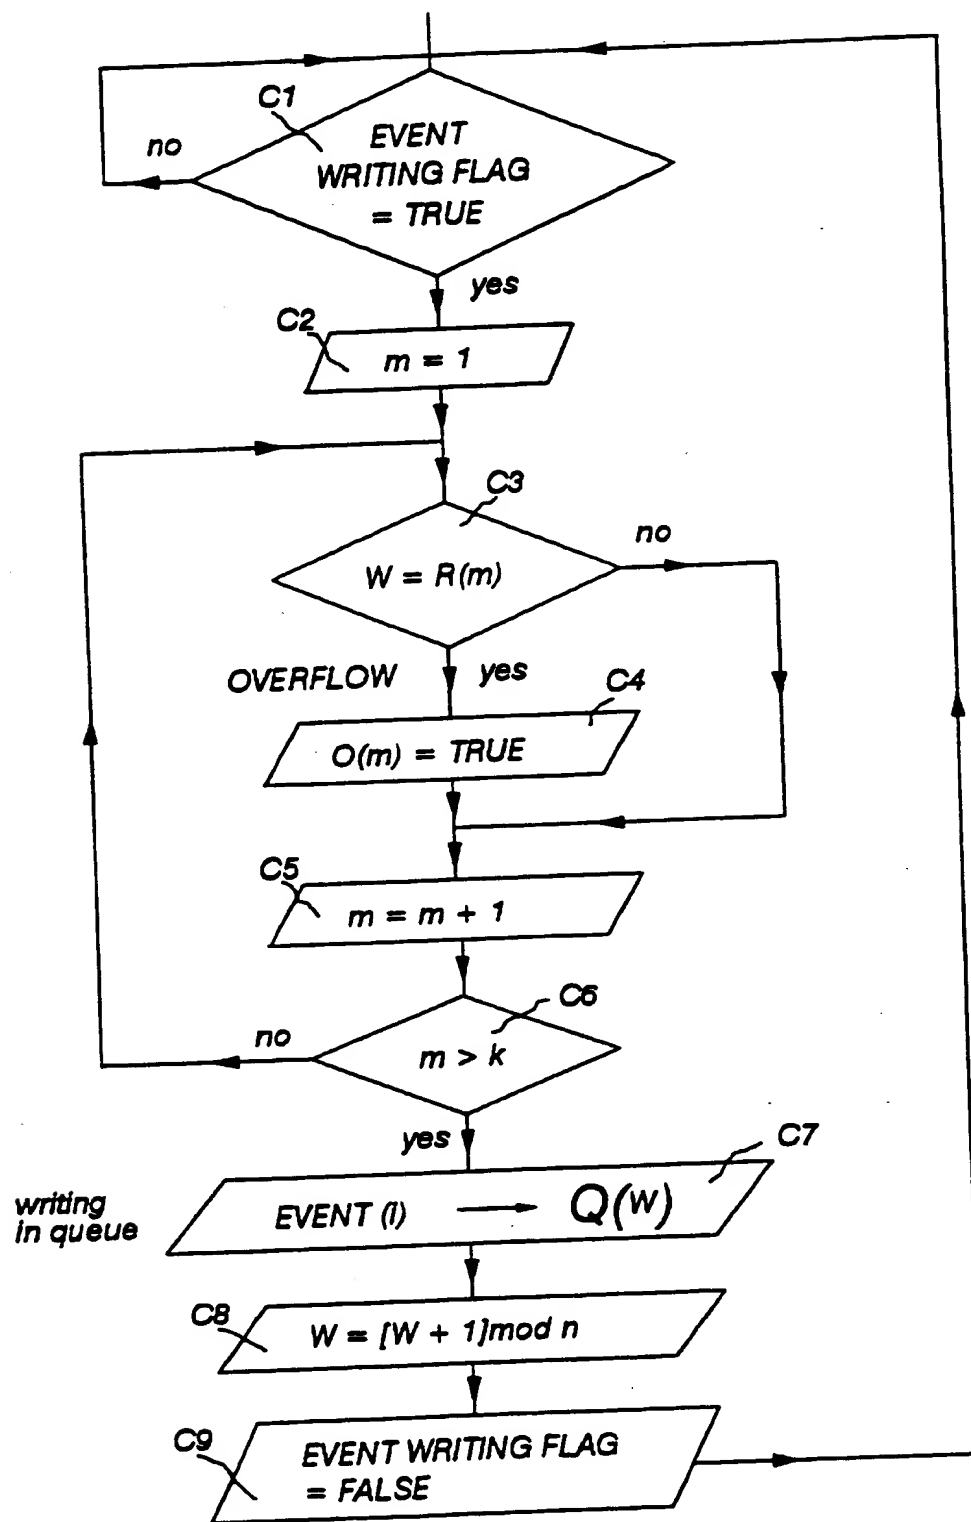 C1
no
EVENT
WRITING FLAG
= TRUE
yes
C2
m = 1
C3
no
W = R(m)
OVERFLOW
yes
C4
O(m) = TRUE
C5
m = m + 1
C6
no
m > k
yes
C7
writing
in queue
EVENT (i)
Q(W)
C8
W = [W + 1]mod n
C9
EVENT WRITING FLAG
= FALSE